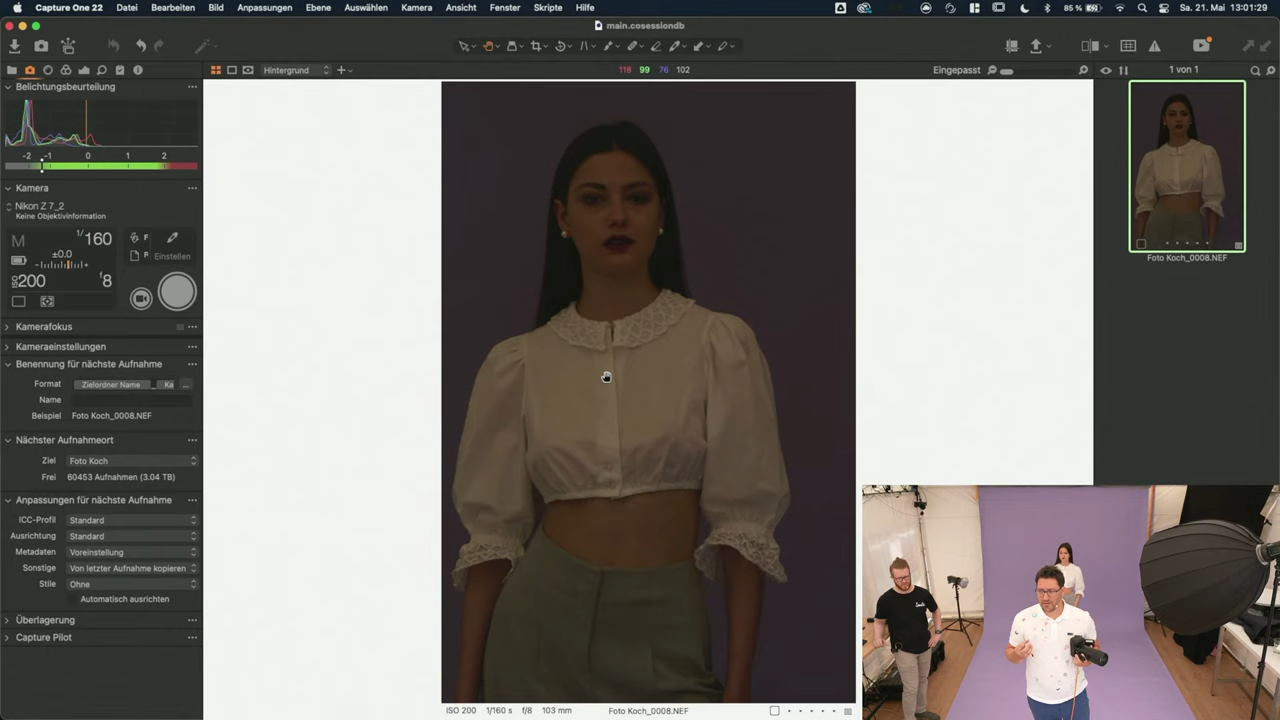 Capture One 22 Datei Bearbeiten Bild Anpassungen Ebene Auswählen Kamera Ansicht Fenster Skripte Hilfe 85 % Sa. 21. Mai 13:01:29
main.cosessiondb
Hintergrund 118 99 76 102 Eingepasst 1 von 1
Belichtungsbeurteilung
-2 -1 0 1 2
Kamera
Nikon Z 7_2
Keine Objektivinformation
M 1/160 F
±0.0 F Einstellen
ISO 200 f8
Kamerafokus
Kameraeinstellungen
Benennung für nächste Aufnahme
Format Zielordner Name _ Ka ...
Name
Beispiel Foto Koch_0008.NEF
Nächster Aufnahmeort
Ziel Foto Koch
Frei 60453 Aufnahmen (3.04 TB)
Anpassungen für nächste Aufnahme
ICC-Profil Standard
Ausrichtung Standard
Metadaten Voreinstellung
Sonstige Von letzter Aufnahme kopieren
Stile Ohne
Automatisch ausrichten
Überlagerung
Capture Pilot
ISO 200 1/160 s f/8 103 mm Foto Koch_0008.NEF
Foto Koch_0008.NEF